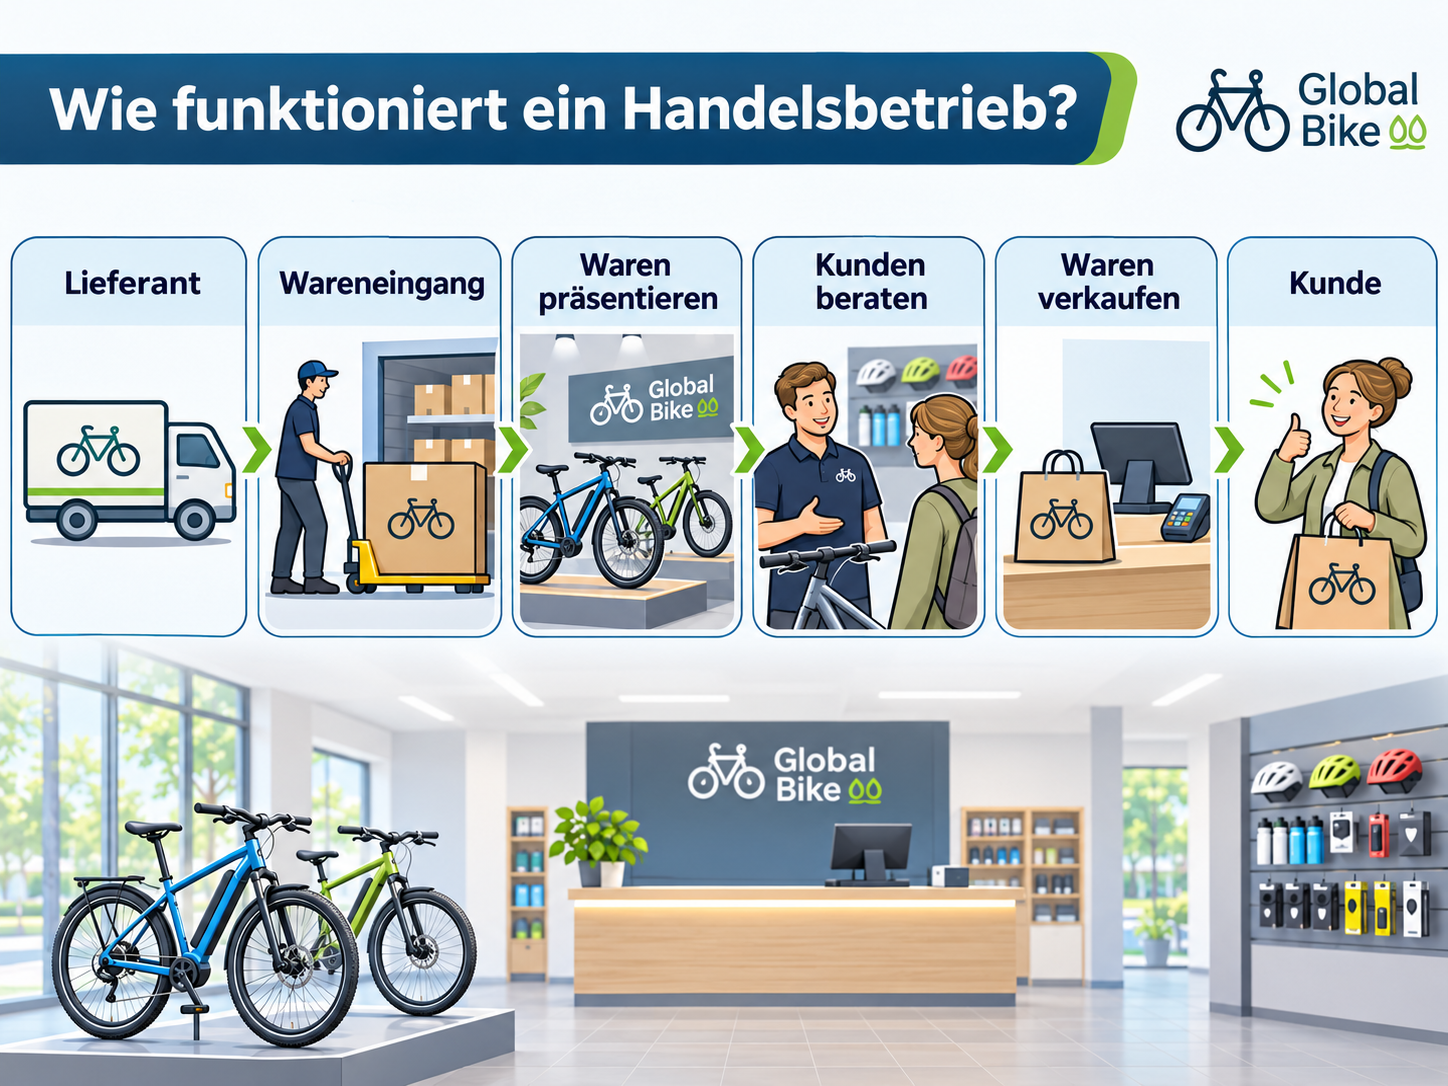 Wie funktioniert ein Handelsbetrieb?
Global
Bike
Lieferant
Wareneingang
Waren
präsentieren
Kunden
beraten
Waren
verkaufen
Kunde
Global
Bike
Global
Bike